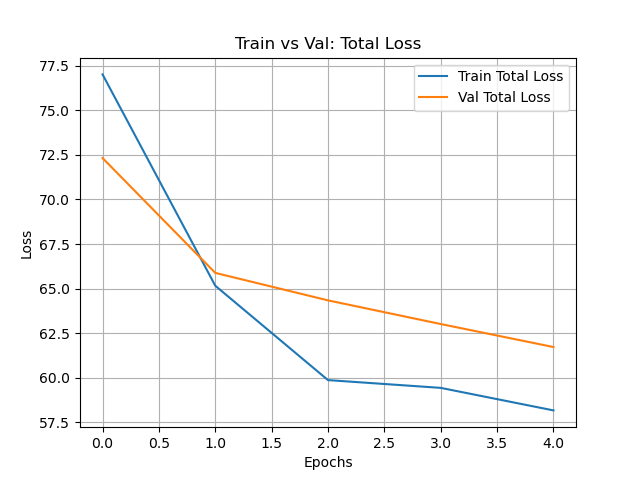 Train vs Val: Total Loss
77.5
75.0
72.5
70.0
67.5
65.0
62.5
60.0
57.5
Loss
Train Total Loss
Val Total Loss
0.0 0.5 1.0 1.5 2.0 2.5 3.0 3.5 4.0
Epochs